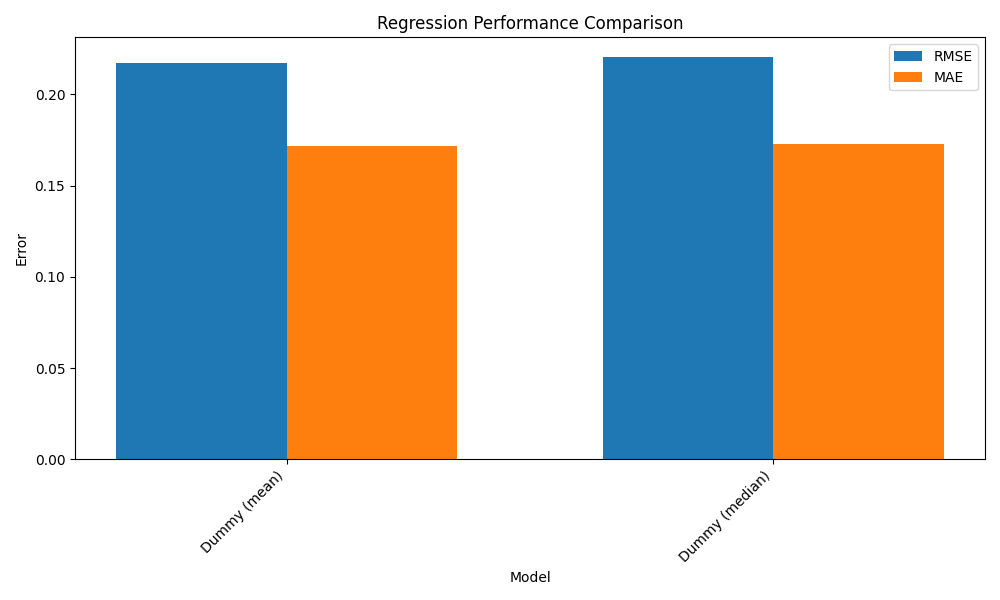 Regression Performance Comparison
RMSE
MAE
Error
0.20
0.15
0.10
0.05
0.00
Dummy (mean)
Dummy (median)
Model